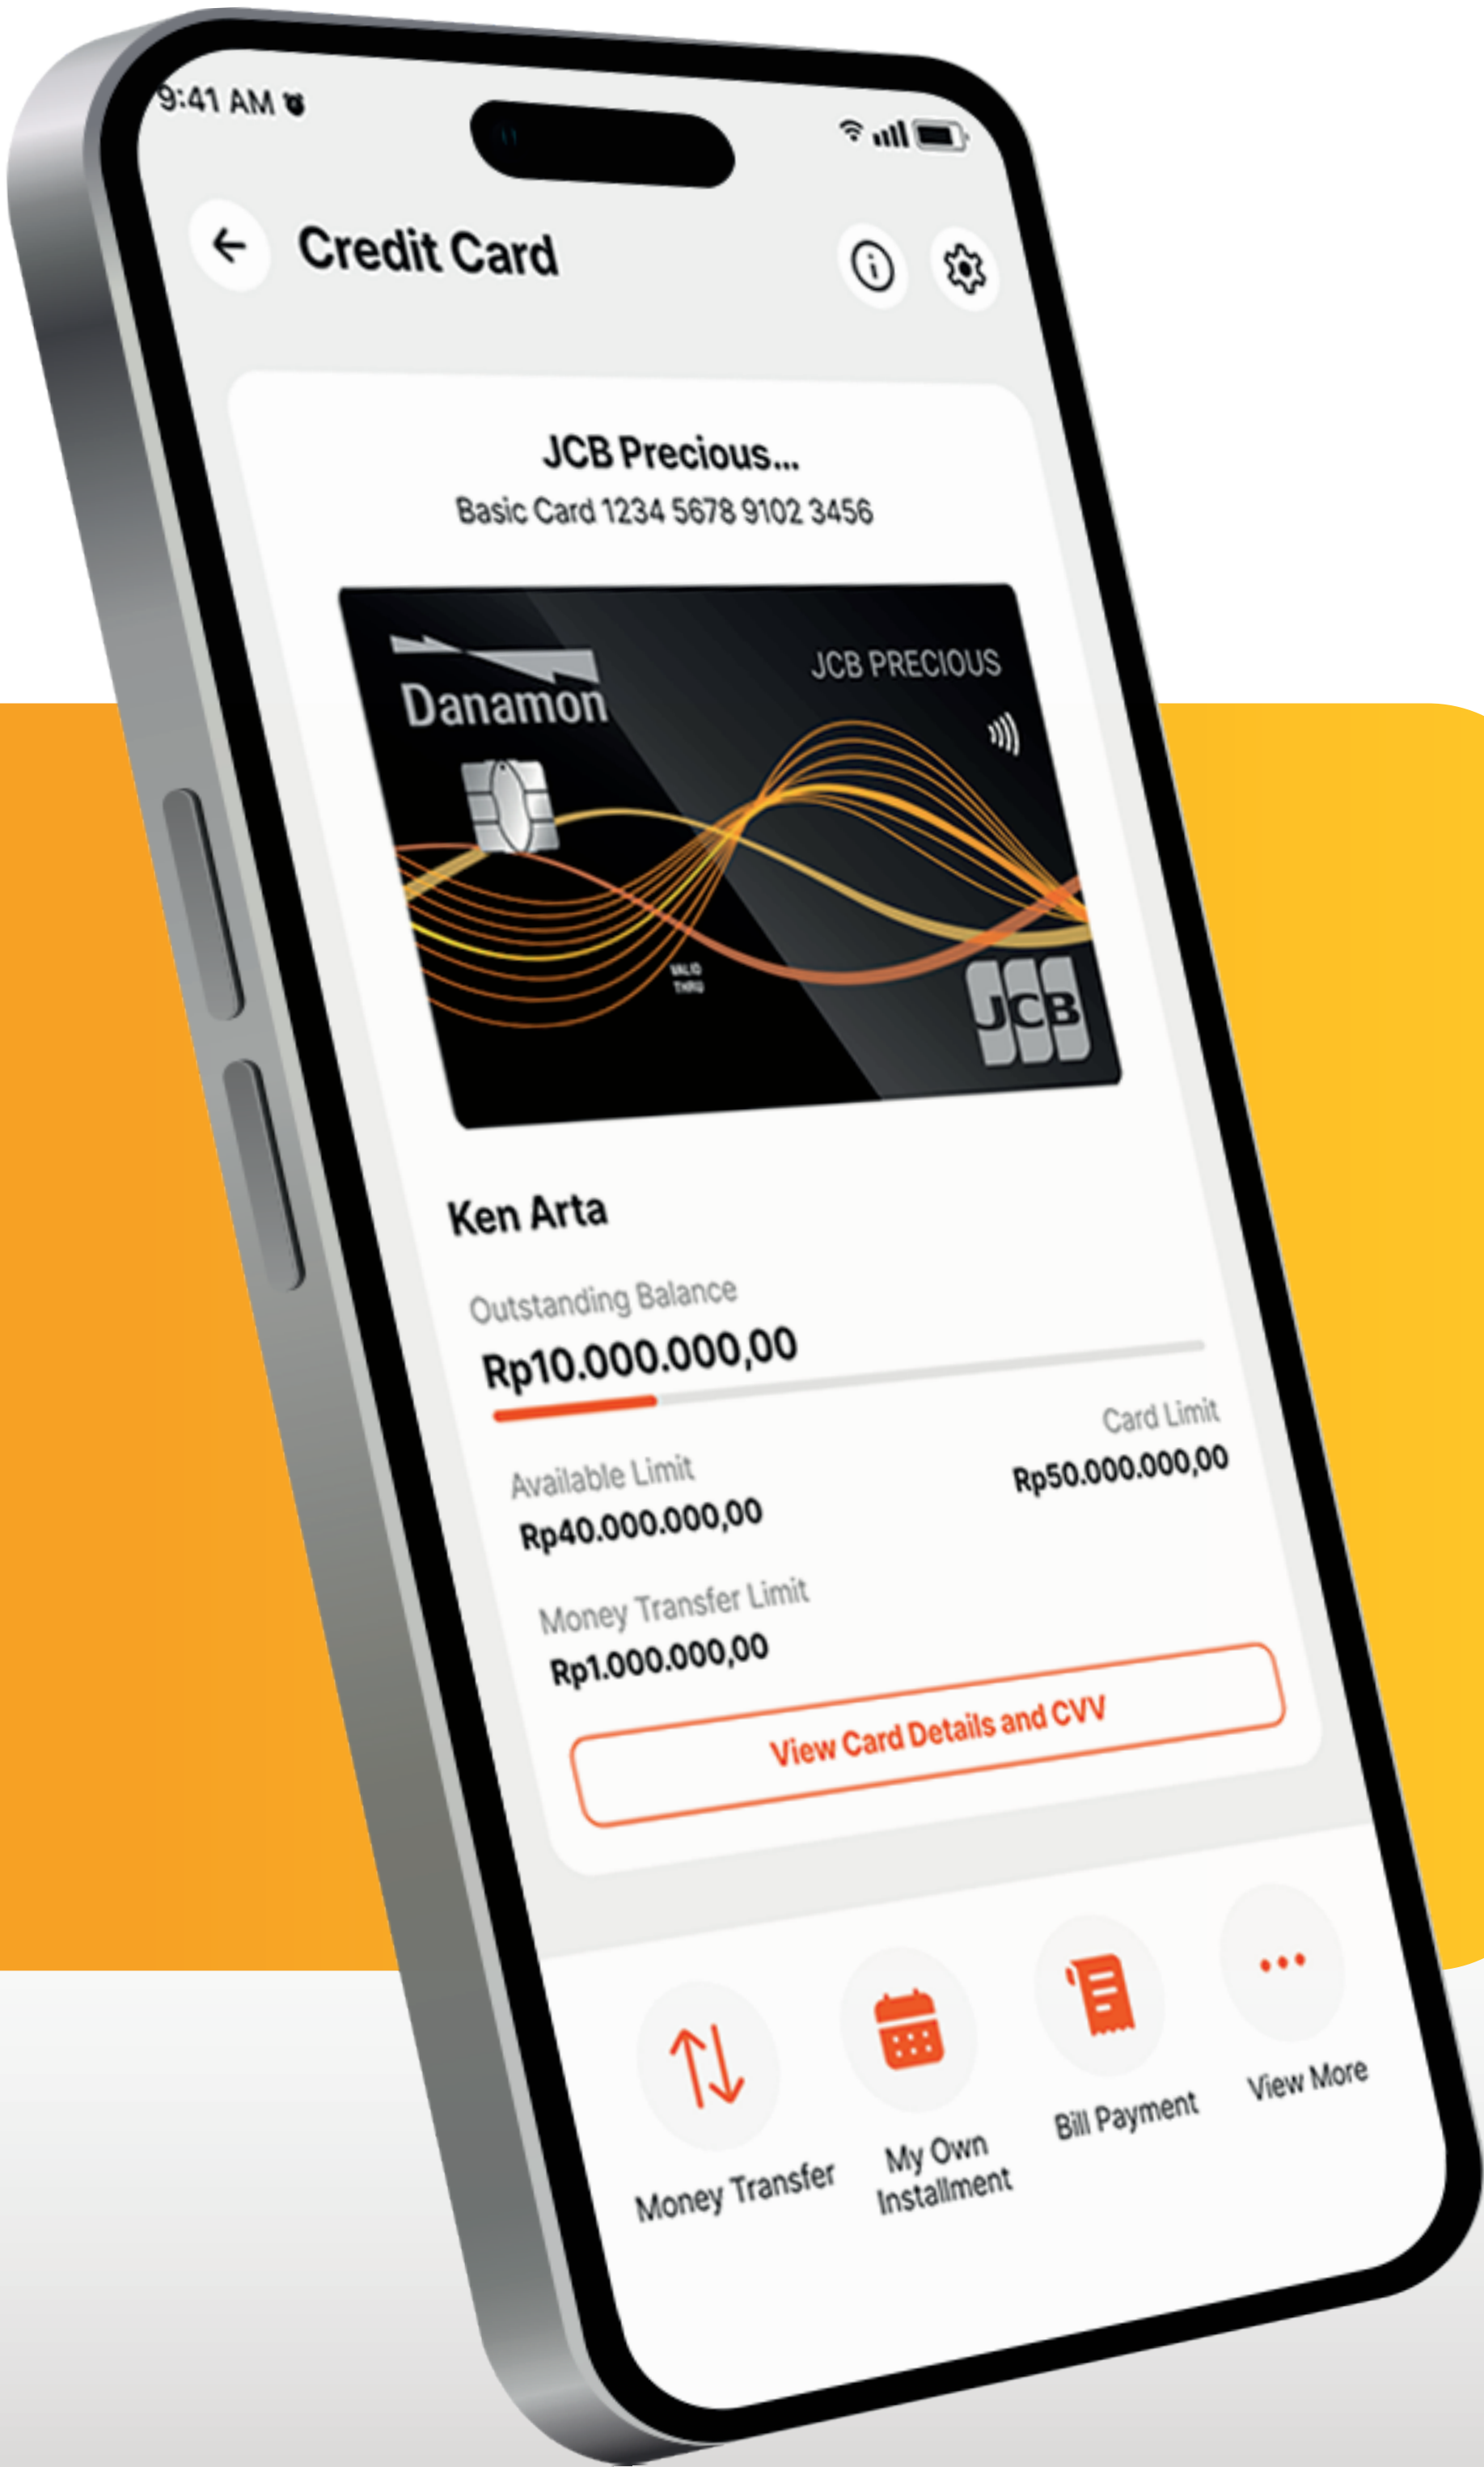 9:41 AM
Credit Card
JCB Precious...
Basic Card 1234 5678 9102 3456
Danamon
JCB PRECIOUS
VALID
THRU
JCB
Ken Arta
Outstanding Balance
Rp10.000.000,00
Available Limit
Rp40.000.000,00
Card Limit
Rp50.000.000,00
Money Transfer Limit
Rp1.000.000,00
View Card Details and CVV
Money Transfer
My Own
Installment
Bill Payment
View More